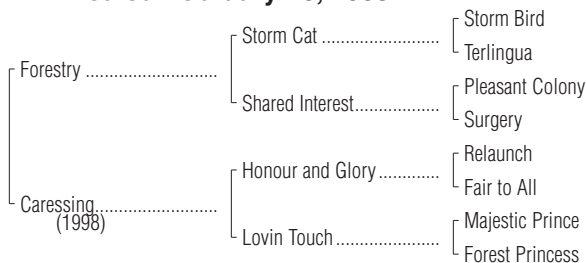 Storm Bird
Storm Cat ........................
Terlingua
Forestry ...........................
Pleasant Colony
Shared Interest.................
Surgery
Relaunch
Honour and Glory ............
Fair to All
Caressing.........................
(1998)
Majestic Prince
Lovin Touch .....................
Forest Princess